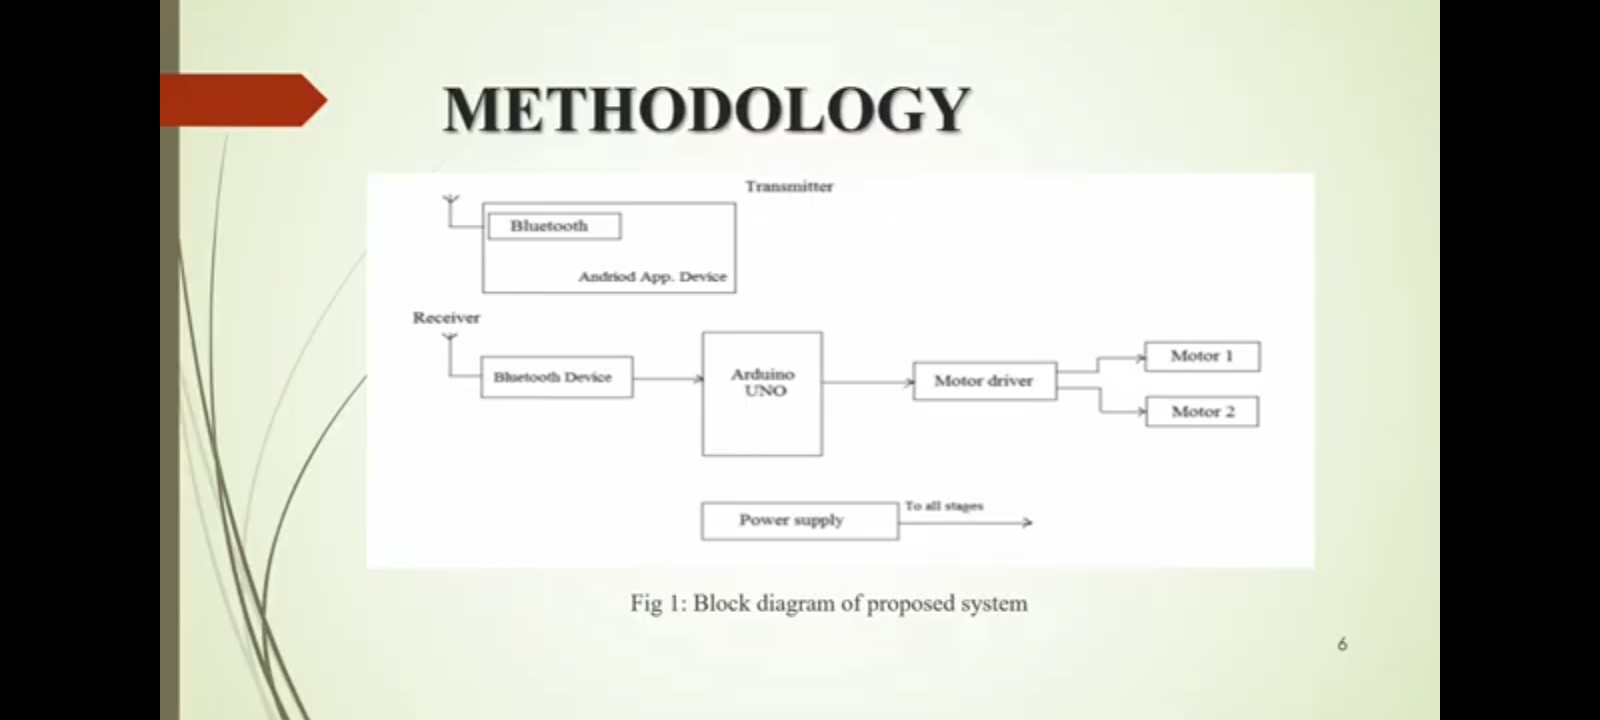 METHODOLOGY
Transmitter
Bluetooth
Andriod App. Device
Receiver
Bluetooth Device
Arduino
UNO
Motor driver
Motor 1
Motor 2
Power supply
To all stages
Fig 1: Block diagram of proposed system
6